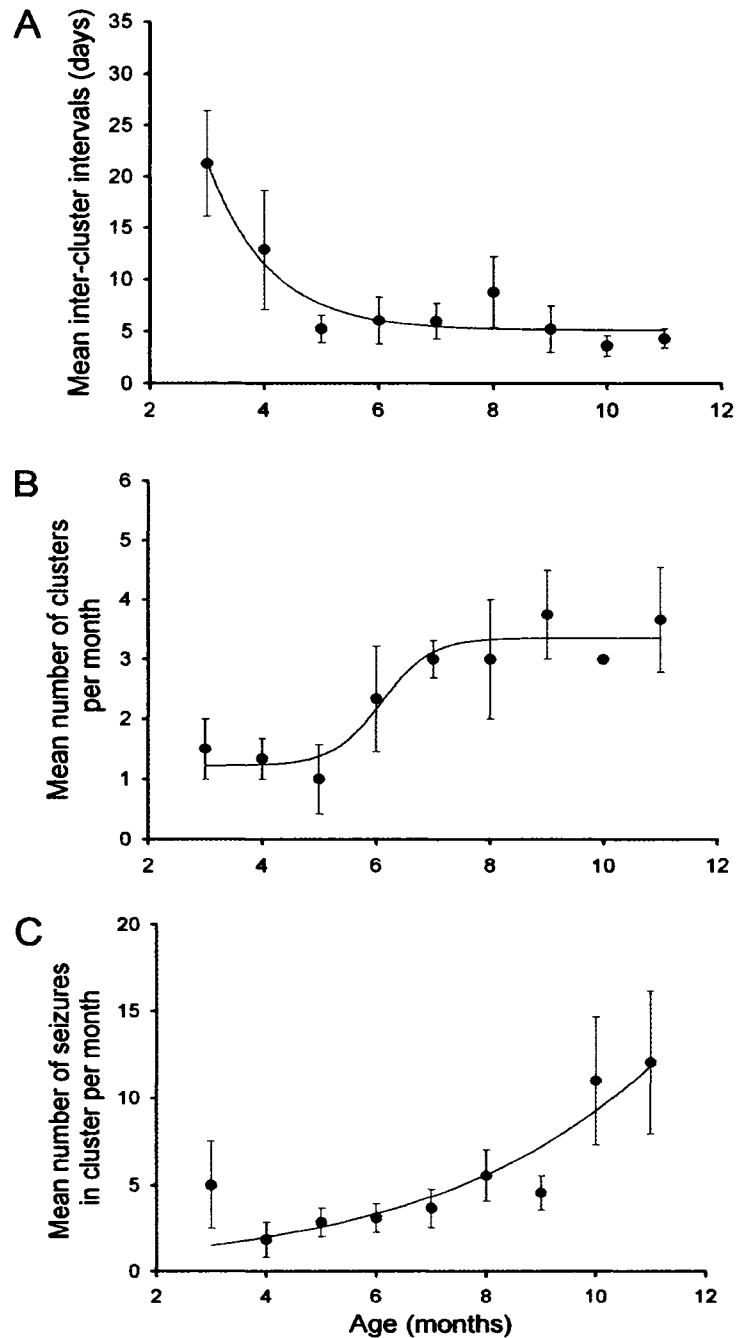 A
Mean inter-cluster intervals (days)
35
30
25
20
15
10
5
0
2 4 6 8 10 12
B
Mean number of clusters
per month
6
5
4
3
2
1
0
2 4 6 8 10 12
C
Mean number of seizures
in cluster per month
20
15
10
5
0
2 4 6 8 10 12
Age (months)